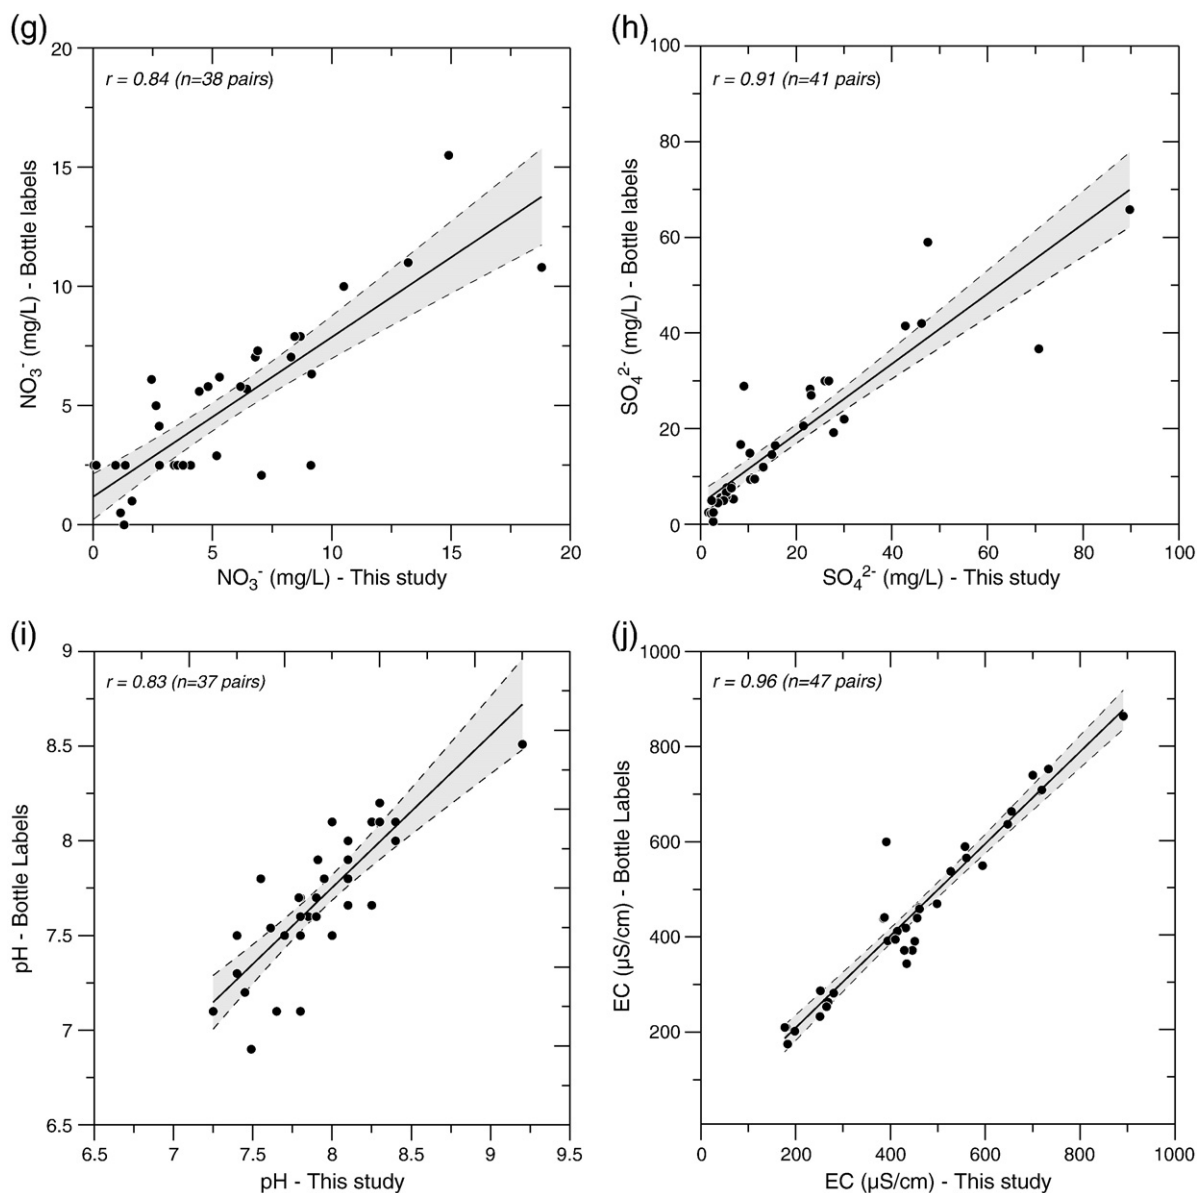 (g)
20
15
10
5
0
r = 0.84 (n=38 pairs)
NO₃⁻ (mg/L) - Bottle labels
0 5 10 15 20
NO₃⁻ (mg/L) - This study
(h)
100
80
60
40
20
0
r = 0.91 (n=41 pairs)
SO₄²⁻ (mg/L) - Bottle labels
0 20 40 60 80 100
SO₄²⁻ (mg/L) - This study
(i)
9
8.5
8
7.5
7
6.5
r = 0.83 (n=37 pairs)
pH - Bottle Labels
6.5 7 7.5 8 8.5 9 9.5
pH - This study
(j)
1000
800
600
400
200
r = 0.96 (n=47 pairs)
EC (µS/cm) - Bottle Labels
0 200 400 600 800 1000
EC (µS/cm) - This study